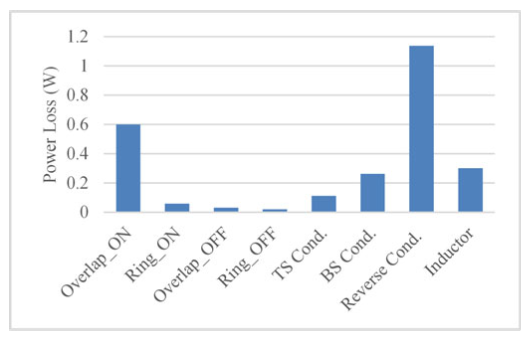 Power Loss (W)
1.2
1
0.8
0.6
0.4
0.2
0
Overlap_ON
Ring_ON
Overlap_OFF
Ring_OFF
TS Cond.
BS Cond.
Reverse Cond.
Inductor